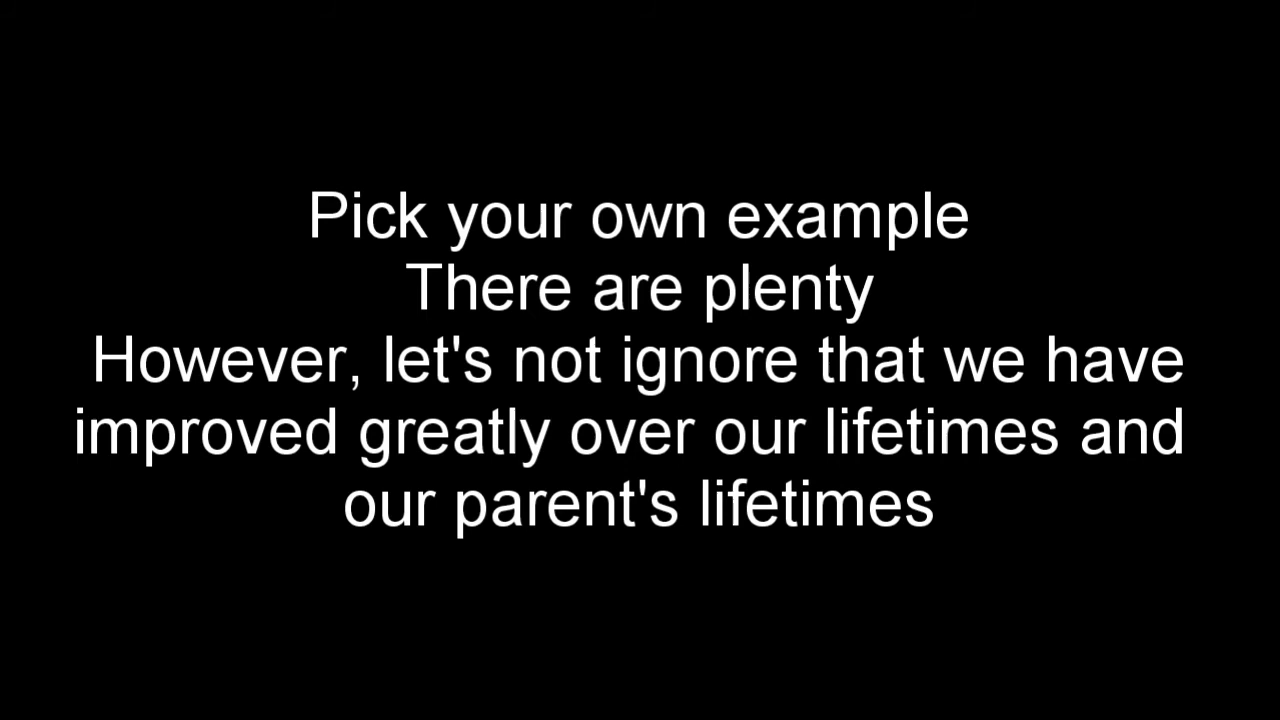 Pick your own example
There are plenty
However, let's not ignore that we have
improved greatly over our lifetimes and
our parent's lifetimes